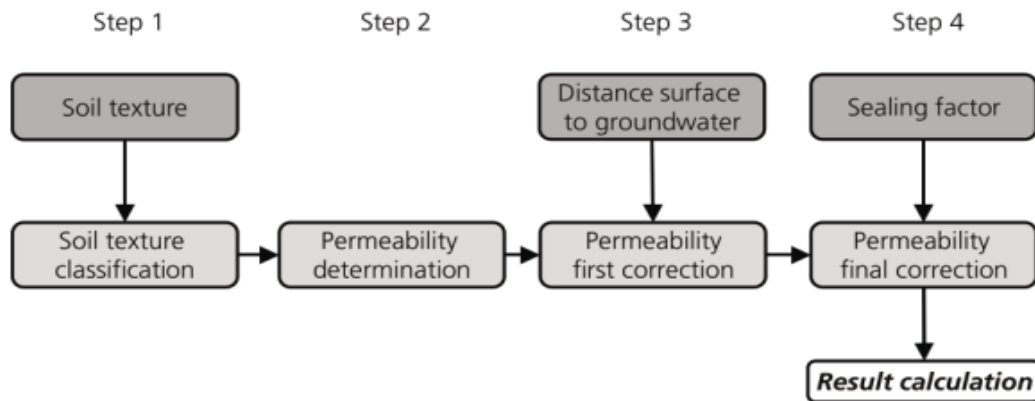 Step 1
Step 2
Step 3
Step 4
Soil texture
Distance surface
to groundwater
Sealing factor
Soil texture
classification
Permeability
determination
Permeability
first correction
Permeability
final correction
Result calculation